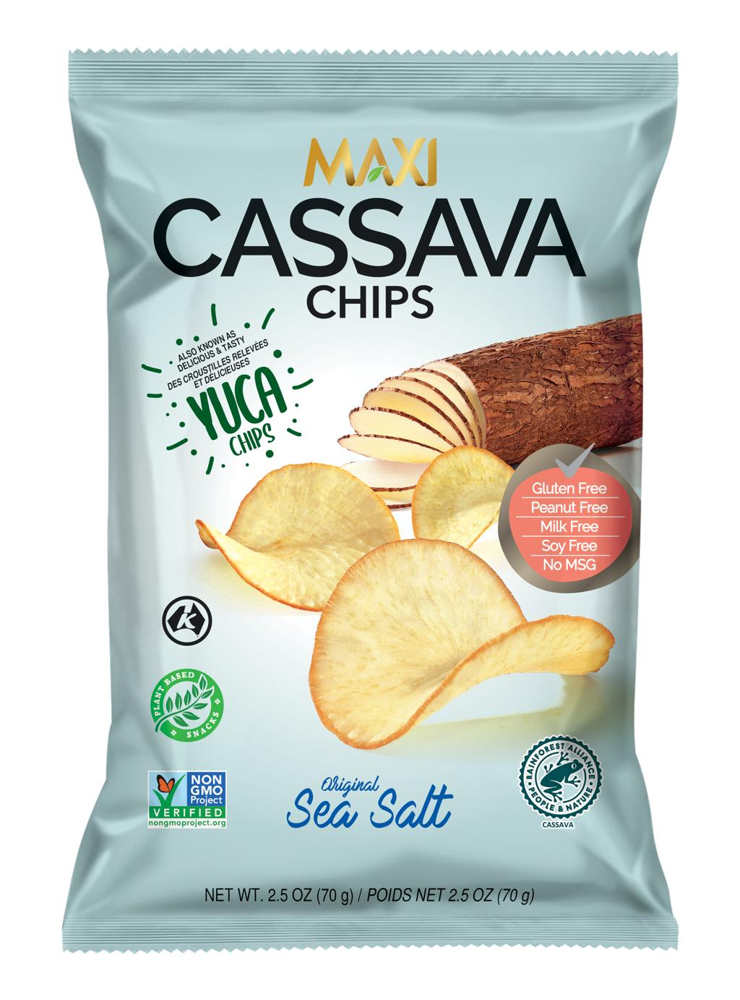 MAXI
CASSAVA
CHIPS
ALSO KNOWN AS
DELICIOUS & TASTY
DES CROUSTILLES RELEVÉES
ET DÉLICIEUSES
YUCA
CHIPS
Gluten Free
Peanut Free
Milk Free
Soy Free
No MSG
K
PLANT BASED
SNACKS
NON
GMO
Project
VERIFIED
nongmoproject.org
Original
Sea Salt
RAINFOREST ALLIANCE
PEOPLE & NATURE
CASSAVA
NET WT. 2.5 OZ (70 g) / POIDS NET 2.5 OZ (70 g)